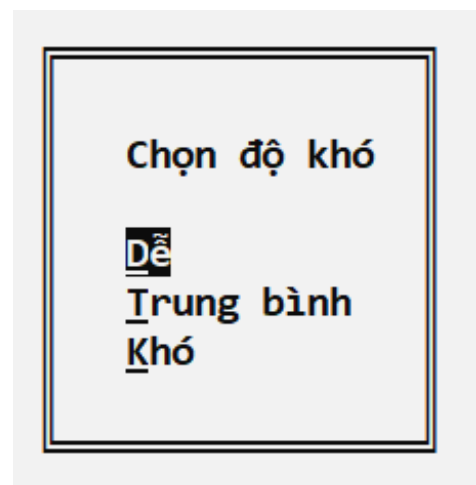 Chọn độ khó
Dễ
Trung bình
Khó